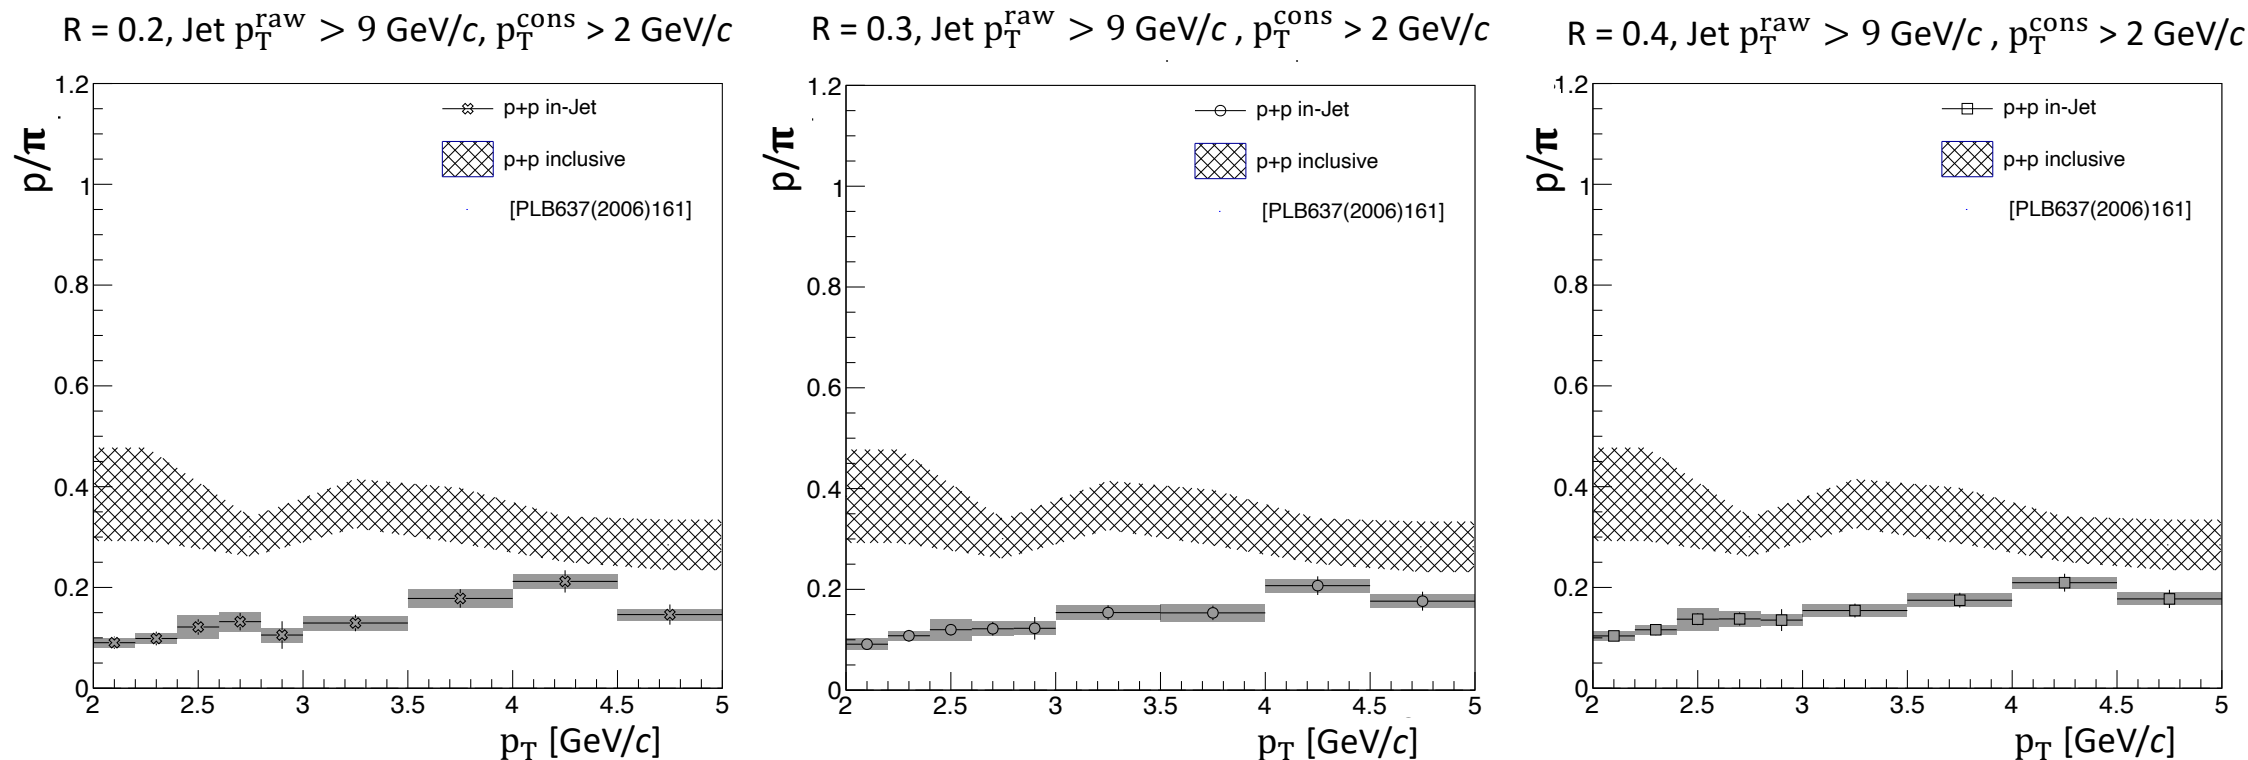 R = 0.2, Jet p_T^raw > 9 GeV/c, p_T^cons > 2 GeV/c
p/π
1.2
1
0.8
0.6
0.4
0.2
0
p+p in-Jet
p+p inclusive
[PLB637(2006)161]
2 2.5 3 3.5 4 4.5 5
p_T [GeV/c]
R = 0.3, Jet p_T^raw > 9 GeV/c , p_T^cons > 2 GeV/c
p/π
1.2
1
0.8
0.6
0.4
0.2
0
p+p in-Jet
p+p inclusive
[PLB637(2006)161]
2 2.5 3 3.5 4 4.5 5
p_T [GeV/c]
R = 0.4, Jet p_T^raw > 9 GeV/c , p_T^cons > 2 GeV/c
p/π
1.2
1
0.8
0.6
0.4
0.2
0
p+p in-Jet
p+p inclusive
[PLB637(2006)161]
2 2.5 3 3.5 4 4.5 5
p_T [GeV/c]